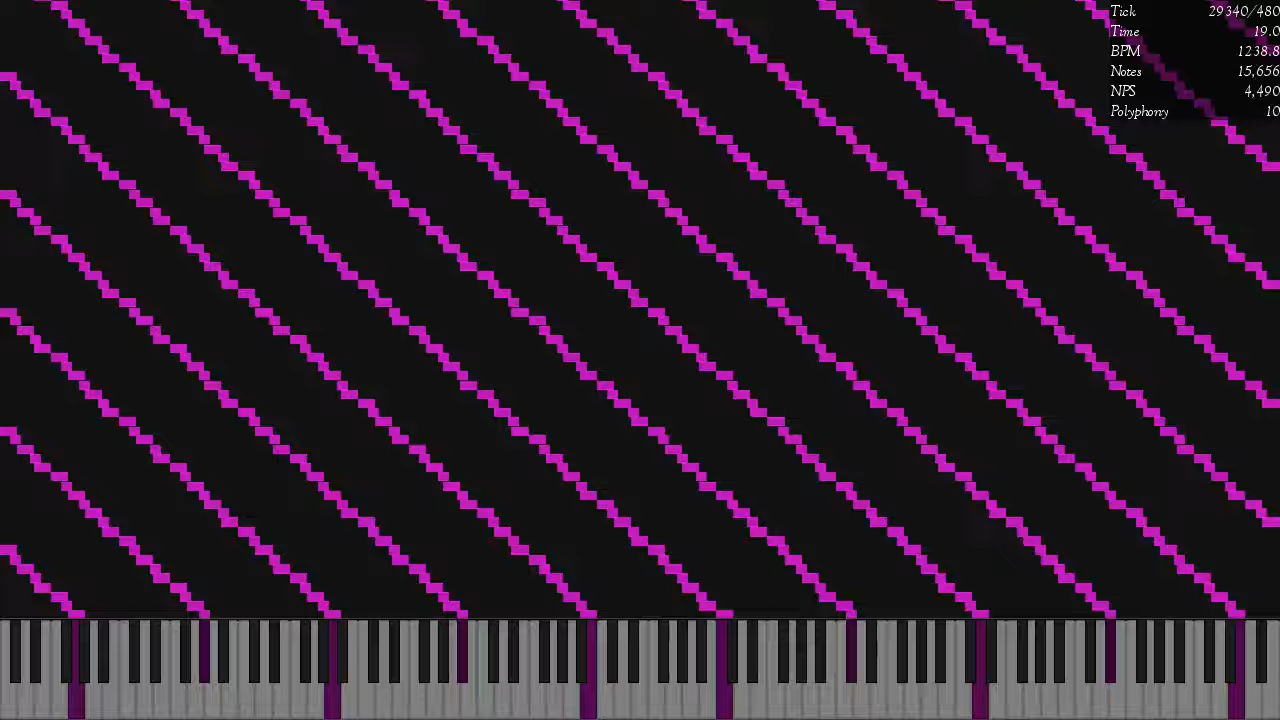 Tick 29340/480
Time 19.0
BPM 1238.8
Notes 15,656
NPS 4,490
Polyphony 10